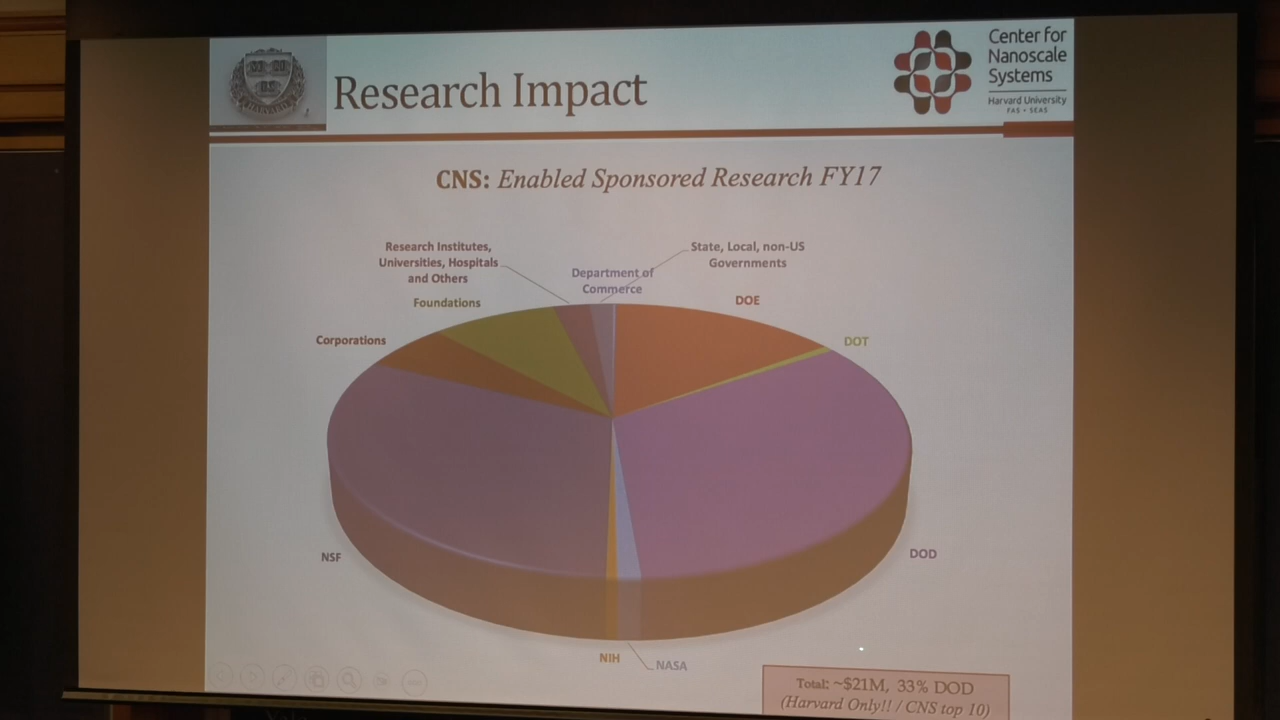 Research Impact
Center for
Nanoscale
Systems
Harvard University
FAS • SEAS
CNS: Enabled Sponsored Research FY17
Research Institutes,
Universities, Hospitals
and Others
State, Local, non-US
Governments
Department of
Commerce
Foundations
DOE
Corporations
DOT
NSF
DOD
NIH
NASA
Total: ~$21M, 33% DOD
(Harvard Only!! / CNS top 10)